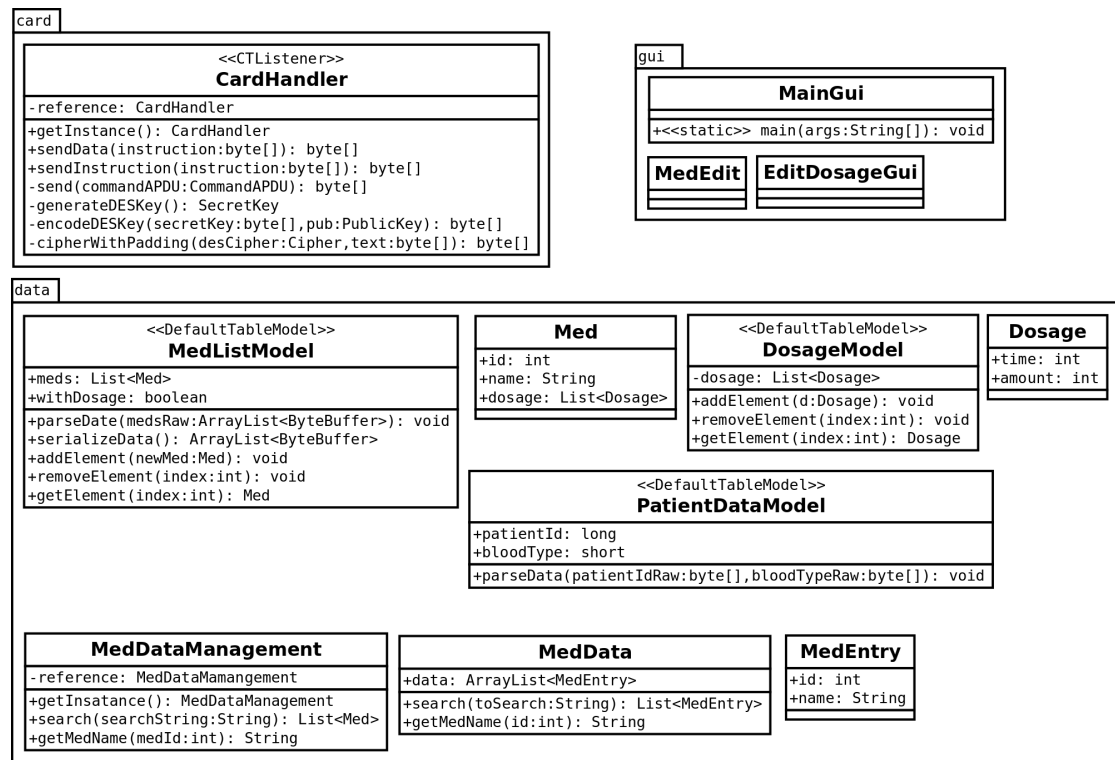 card
<<CTListener>>
CardHandler
-reference: CardHandler
+getInstance(): CardHandler
+sendData(instruction:byte[]): byte[]
+sendInstruction(instruction:byte[]): byte[]
-send(commandAPDU:CommandAPDU): byte[]
-generateDESKey(): SecretKey
-encodeDESKey(secretKey:byte[],pub:PublicKey): byte[]
-cipherWithPadding(desCipher:Cipher,text:byte[]): byte[]
gui
MainGui
+<<static>> main(args:String[]): void
MedEdit
EditDosageGui
data
<<DefaultTableModel>>
MedListModel
+meds: List<Med>
+withDosage: boolean
+parseDate(medsRaw:ArrayList<ByteBuffer>): void
+serializeData(): ArrayList<ByteBuffer>
+addElement(newMed:Med): void
+removeElement(index:int): void
+getElement(index:int): Med
Med
+id: int
+name: String
+dosage: List<Dosage>
<<DefaultTableModel>>
DosageModel
-dosage: List<Dosage>
+addElement(d:Dosage): void
+removeElement(index:int): void
+getElement(index:int): Dosage
Dosage
+time: int
+amount: int
<<DefaultTableModel>>
PatientDataModel
+patientId: long
+bloodType: short
+parseData(patientIdRaw:byte[],bloodTypeRaw:byte[]): void
MedDataManagement
-reference: MedDataMamangement
+getInsatance(): MedDataManagement
+search(searchString:String): List<Med>
+getMedName(medId:int): String
MedData
+data: ArrayList<MedEntry>
+search(toSearch:String): List<MedEntry>
+getMedName(id:int): String
MedEntry
+id: int
+name: String